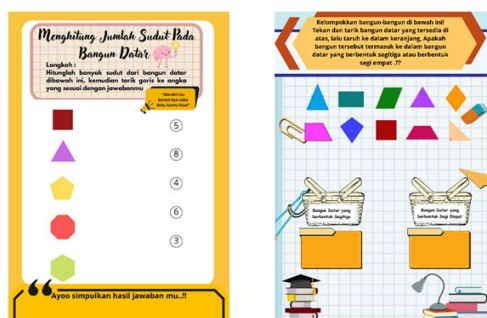 Menghitung Jumlah Sudut Pada
Bangun Datar
Langkah :
Hitunglah banyak sudut dari bangun datar
dibawah ini, kemudian tarik garis ke angka
yang sesuai dengan jawabanmu
5
8
4
6
3
Ayoo simpulkan hasil jawaban mu..!!
Kelompokkan bangun-bangun di bawah ini!
Tekan dan tarik bangun datar yang tersedia di
atas, lalu taruh ke dalam keranjang, Apakah
bangun tersebut termasuk ke dalam bangun
datar yang berbentuk segitiga atau berbentuk
segi empat .??
Bangun Datar yang
berbentuk Segitiga
Bangun Datar yang
berbentuk Segi Empat